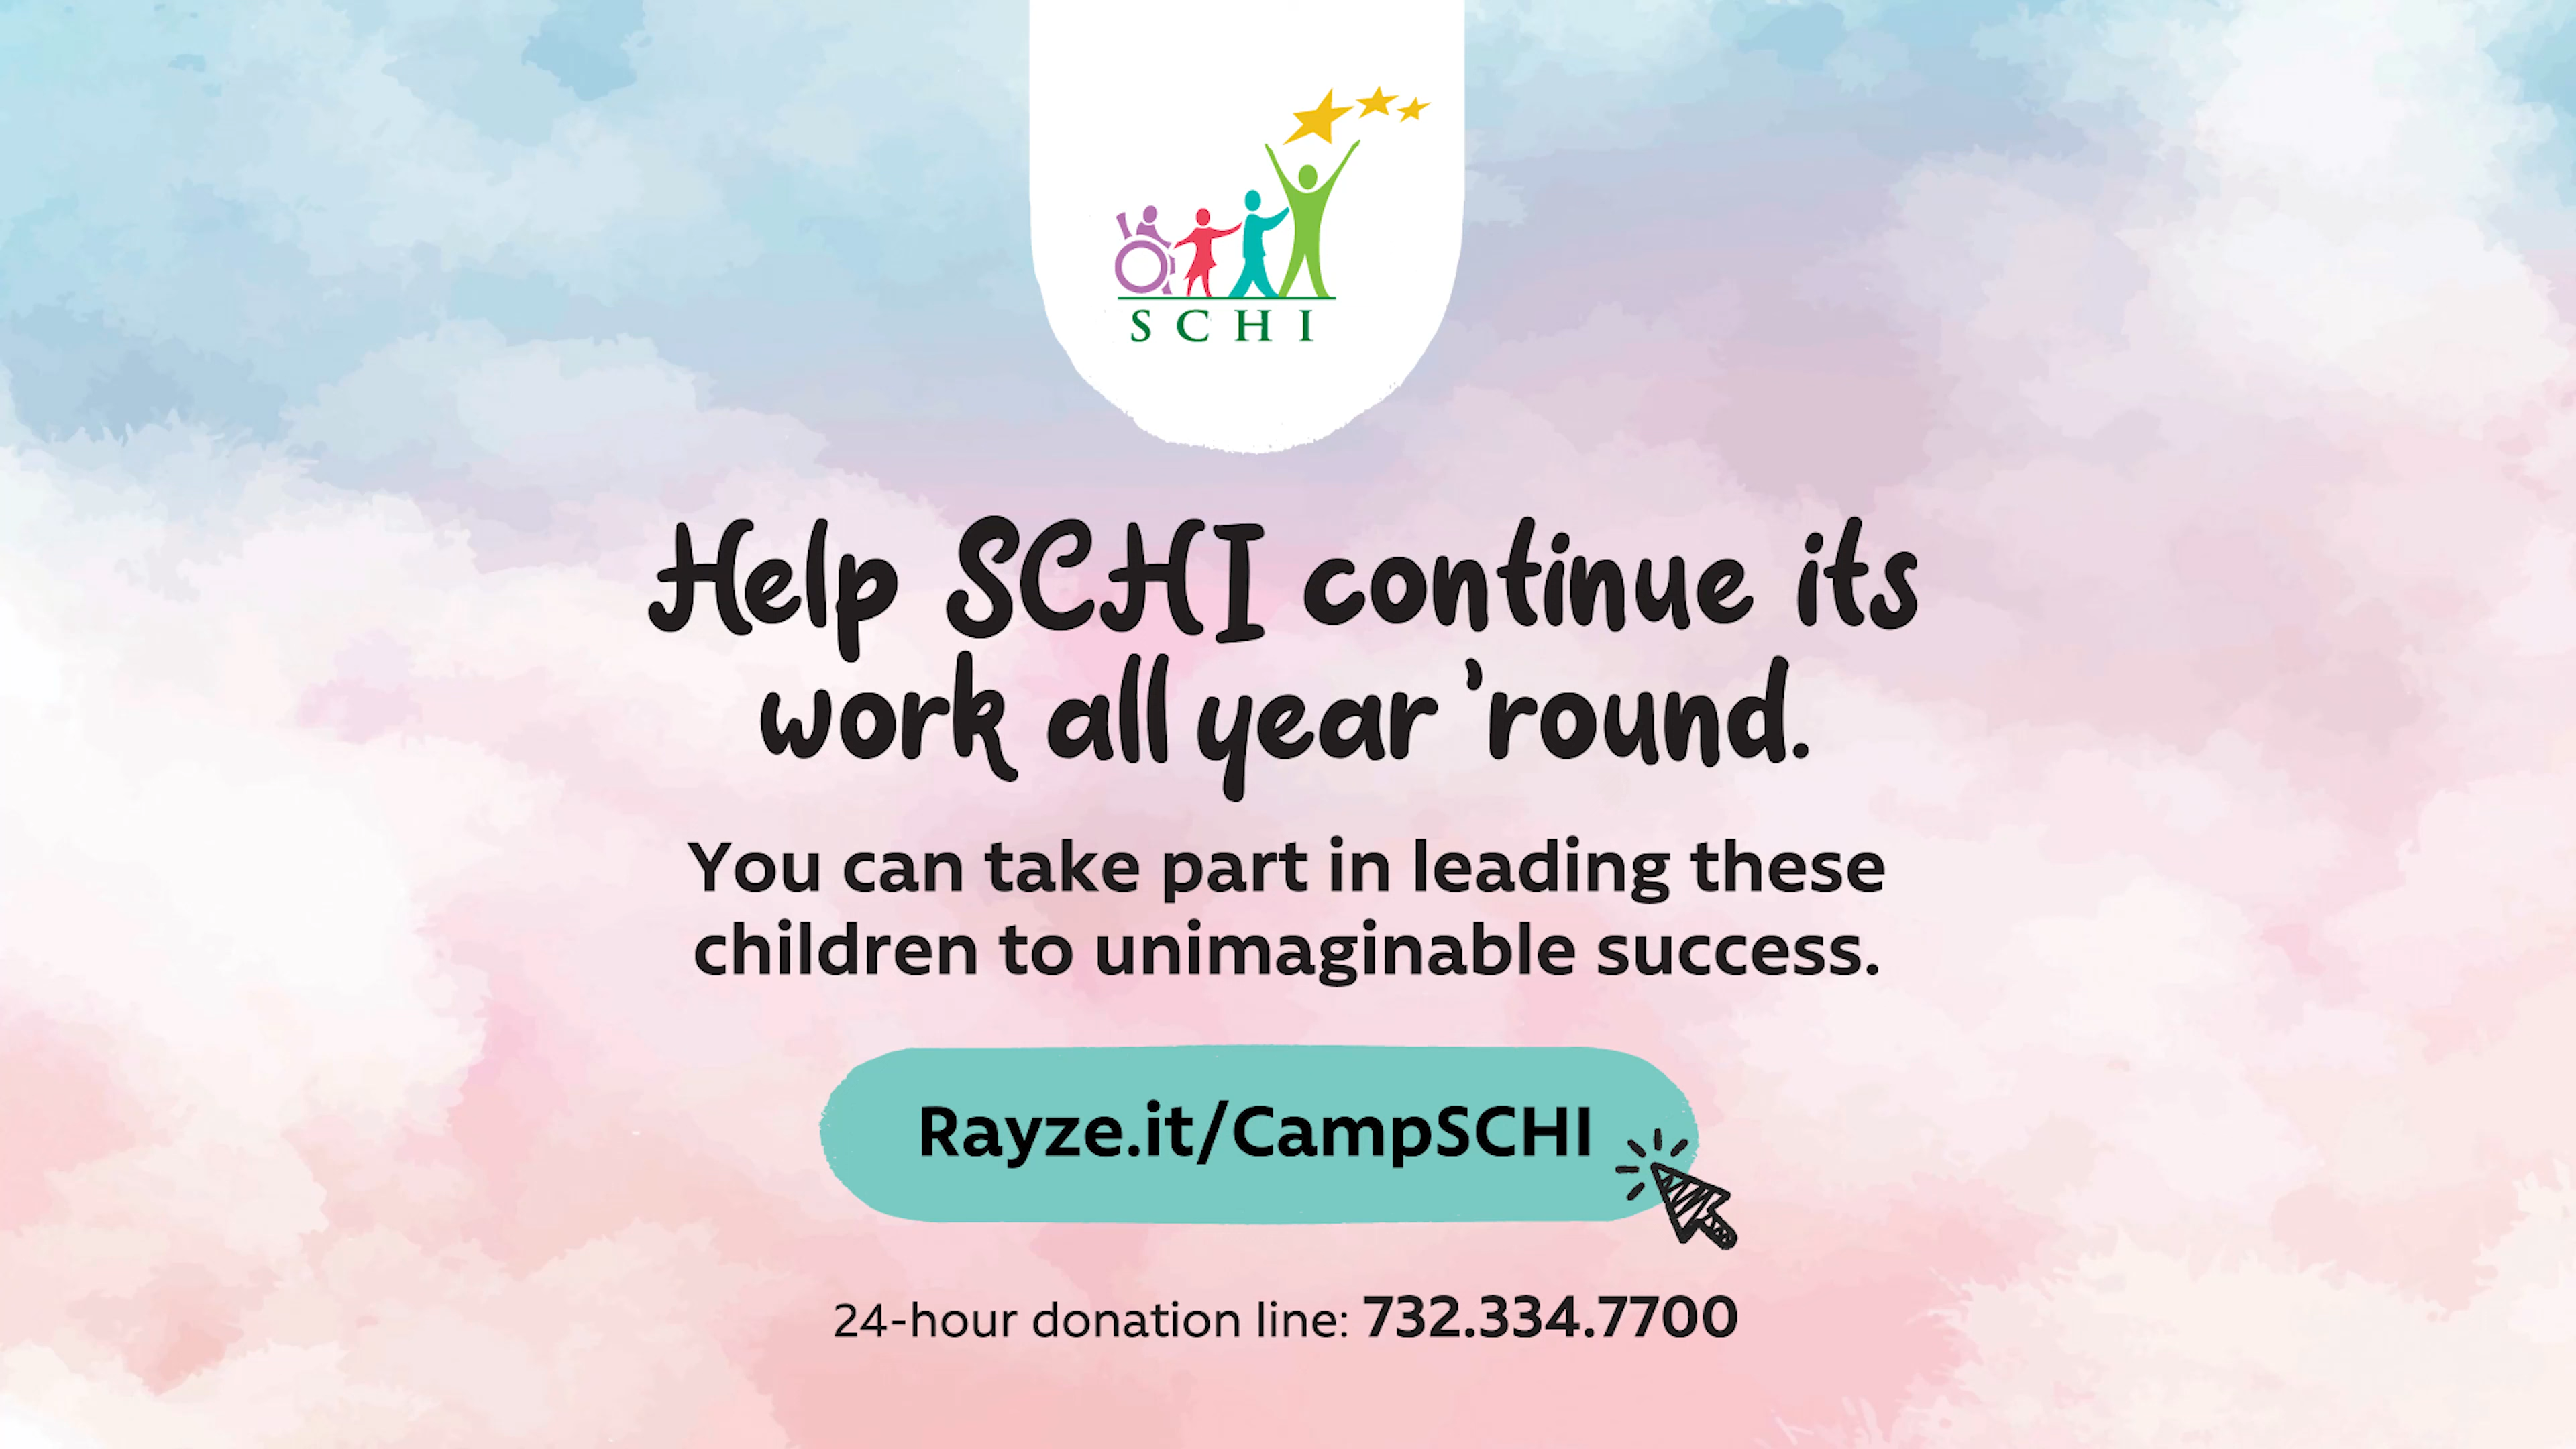 SCHI
Help SCHI continue its
work all year 'round.
You can take part in leading these
children to unimaginable success.
Rayze.it/CampSCHI
24-hour donation line: 732.334.7700